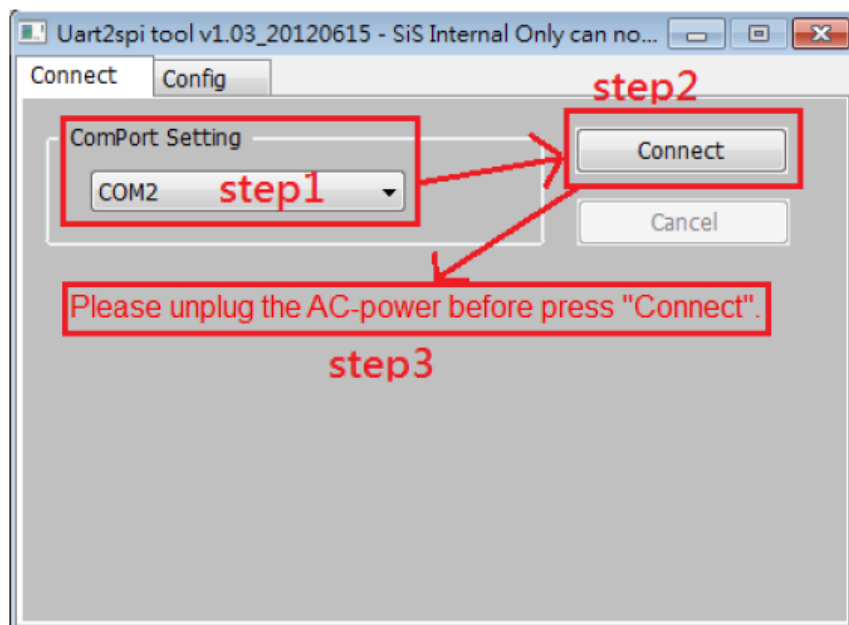 Uart2spi tool v1.03_20120615 - SiS Internal Only can no...
Connect Config
step2
ComPort Setting
Connect
COM2 step1
Cancel
Please unplug the AC-power before press "Connect".
step3